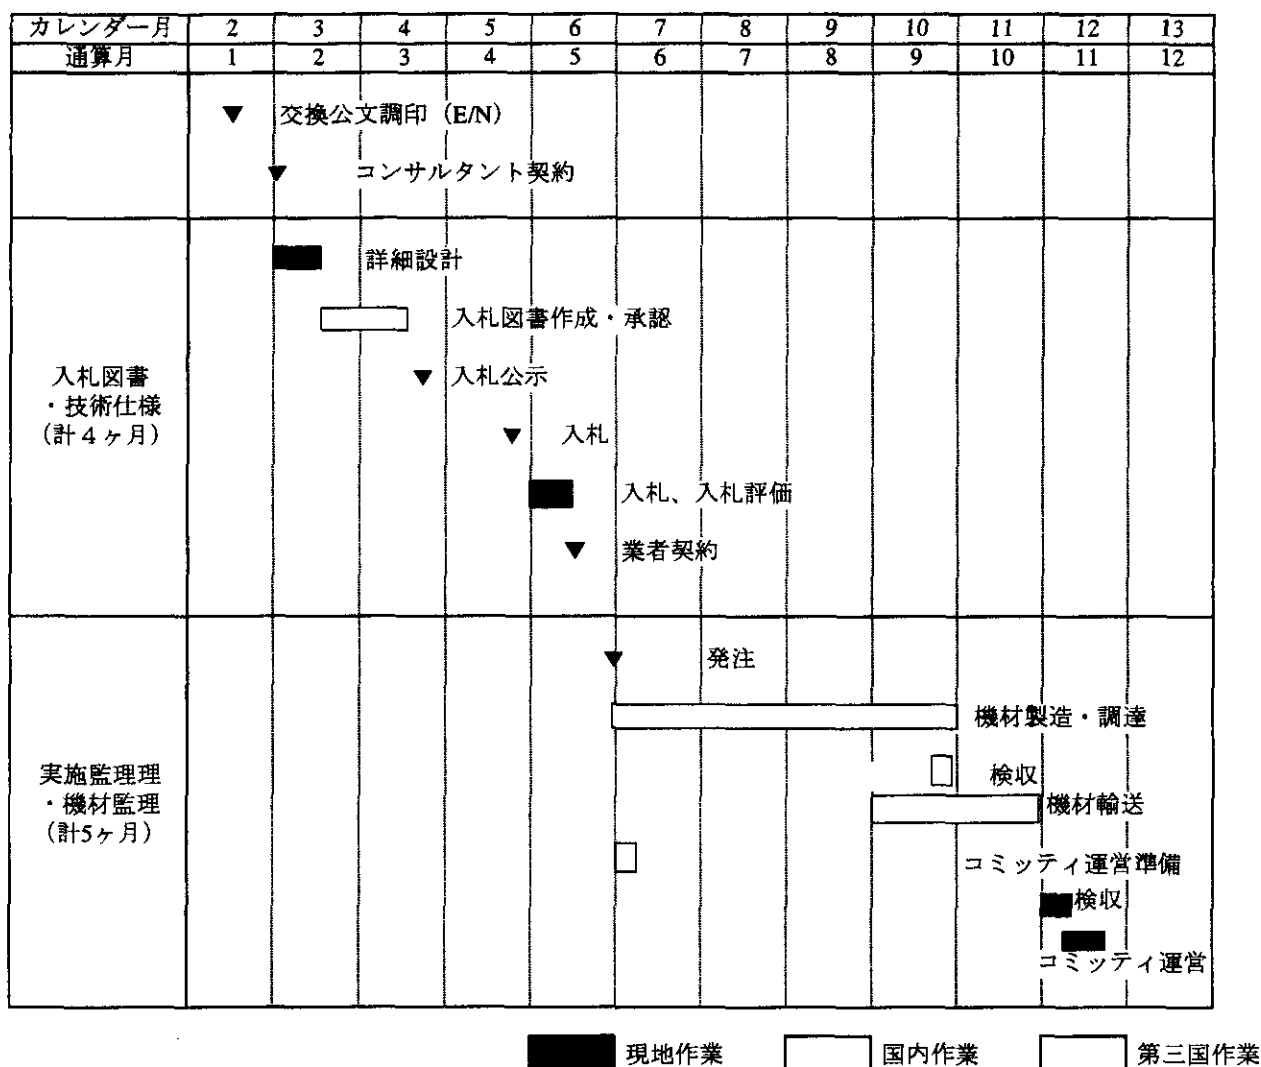 カレンダー月 2 3 4 5 6 7 8 9 10 11 12 13
通算月 1 2 3 4 5 6 7 8 9 10 11 12
交換公文調印（E/N）
コンサルタント契約
詳細設計
入札図書作成・承認
入札図書
・技術仕様
（計４ヶ月）
入札公示
入札
入札、入札評価
業者契約
発注
機材製造・調達
実施監理理
・機材監理
（計5ヶ月）
検収
機材輸送
コミッティ運営準備
検収
コミッティ運営
現地作業 国内作業 第三国作業